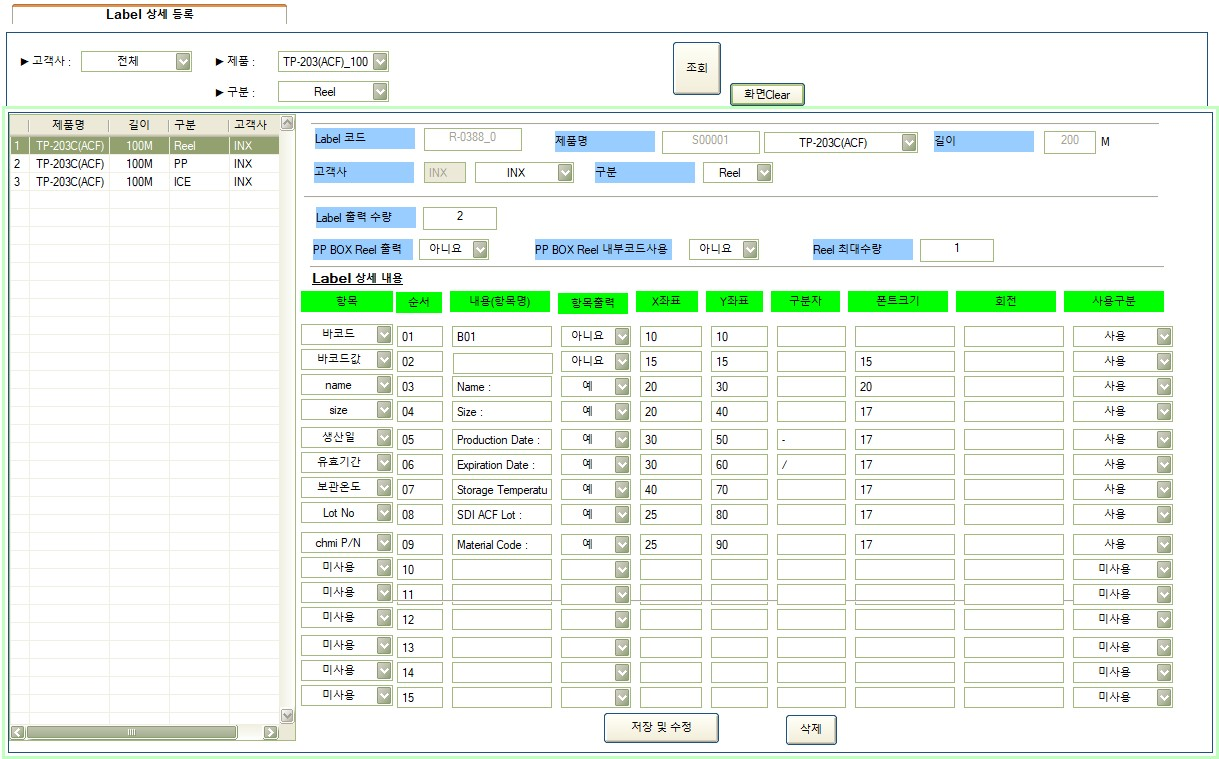 Label 상세 등록
▶ 고객사 : 전체 ▶ 제품 : TP-203(ACF)_100 조회
▶ 구분 : Reel 화면Clear
제품명 길이 구분 고객사
1 TP-203C(ACF) 100M Reel INX
2 TP-203C(ACF) 100M PP INX
3 TP-203C(ACF) 100M ICE INX
Label 코드 R-0388_0 제품명 S00001 TP-203C(ACF) 길이 200 M
고객사 INX INX 구분 Reel
Label 출력 수량 2
PP BOX Reel 출력 아니요 PP BOX Reel 내부코드사용 아니요 Reel 최대수량 1
Label 상세 내용
항목 순서 내용(항목명) 항목출력 X좌표 Y좌표 구분자 폰트크기 회전 사용구분
바코드 01 B01 아니요 10 10 사용
바코드값 02 아니요 15 15 15 사용
name 03 Name : 예 20 30 20 사용
size 04 Size : 예 20 40 17 사용
생산일 05 Production Date : 예 30 50 - 17 사용
유효기간 06 Expiration Date : 예 30 60 / 17 사용
보관온도 07 Storage Temperatu 예 40 70 17 사용
Lot No 08 SDI ACF Lot : 예 25 80 17 사용
chmi P/N 09 Material Code : 예 25 90 17 사용
미사용 10 미사용
미사용 11 미사용
미사용 12 미사용
미사용 13 미사용
미사용 14 미사용
미사용 15 미사용
저장 및 수정 삭제